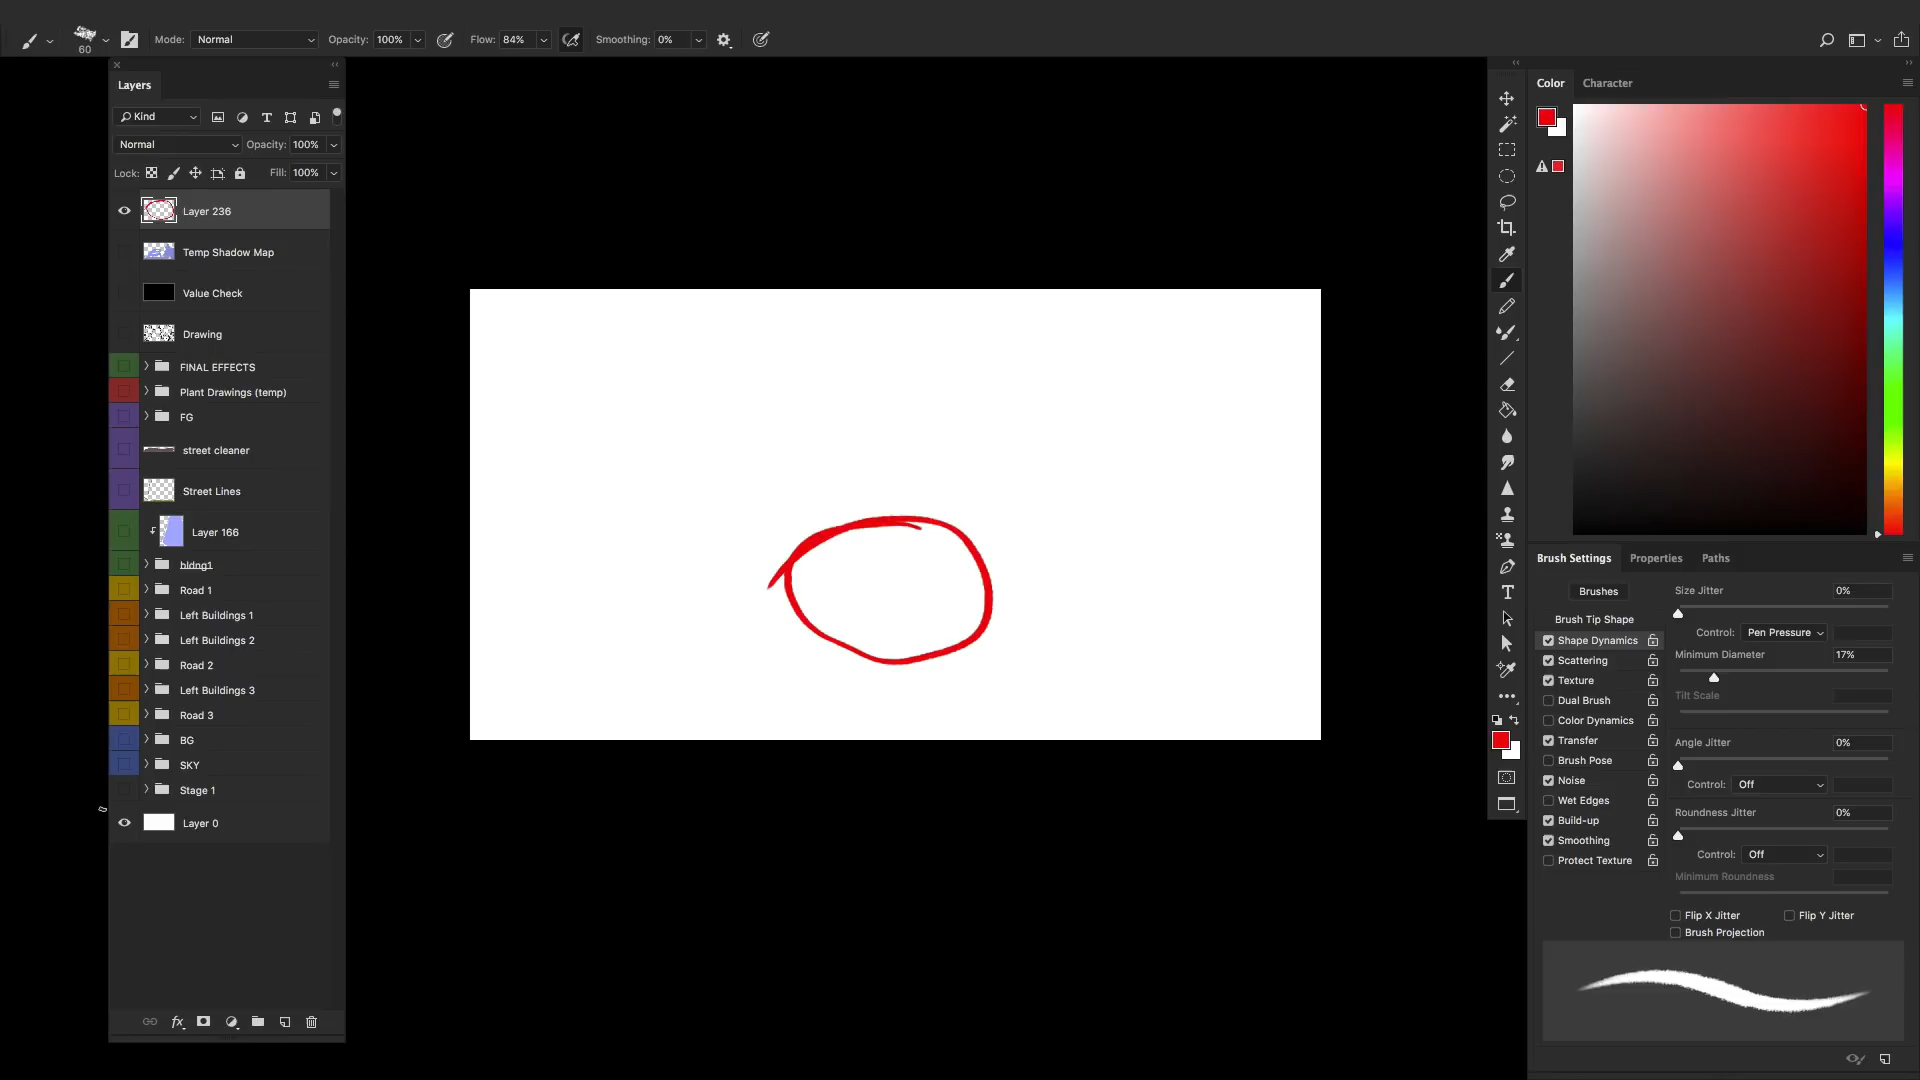 60
Mode: Normal Opacity: 100% Flow: 84% Smoothing: 0%
Layers
Kind
Normal Opacity: 100%
Lock: Fill: 100%
Layer 236
Temp Shadow Map
Value Check
Drawing
FINAL EFFECTS
Plant Drawings (temp)
FG
street cleaner
Street Lines
Layer 166
bldng1
Road 1
Left Buildings 1
Left Buildings 2
Road 2
Left Buildings 3
Road 3
BG
SKY
Stage 1
Layer 0
fx
Color Character
Brush Settings Properties Paths
Brushes
Brush Tip Shape
Shape Dynamics
Scattering
Texture
Dual Brush
Color Dynamics
Transfer
Brush Pose
Noise
Wet Edges
Build-up
Smoothing
Protect Texture
Size Jitter 0%
Control: Pen Pressure
Minimum Diameter 17%
Tilt Scale
Angle Jitter 0%
Control: Off
Roundness Jitter 0%
Control: Off
Minimum Roundness
Flip X Jitter Flip Y Jitter
Brush Projection